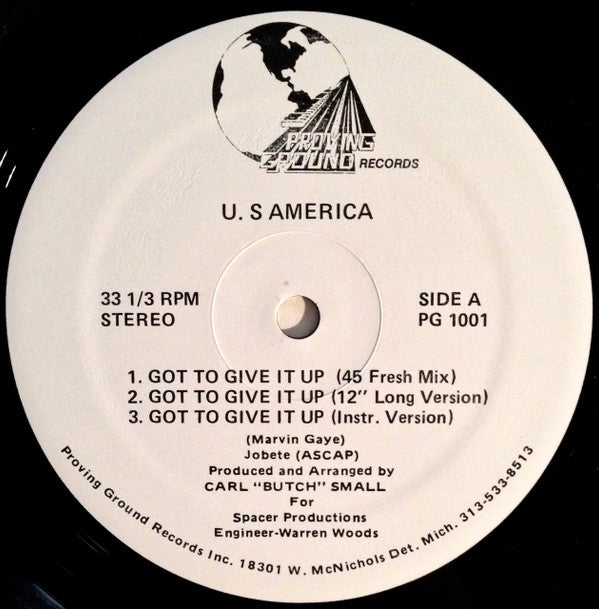 PROVING
GROUND RECORDS
U. S AMERICA
33 1/3 RPM
STEREO
SIDE A
PG 1001
1. GOT TO GIVE IT UP (45 Fresh Mix)
2. GOT TO GIVE IT UP (12" Long Version)
3. GOT TO GIVE IT UP (Instr. Version)
(Marvin Gaye)
Jobete (ASCAP)
Produced and Arranged by
CARL "BUTCH" SMALL
For
Spacer Productions
Engineer-Warren Woods
Proving Ground Records Inc. 18301 W. McNichols Det. Mich. 313-533-8513